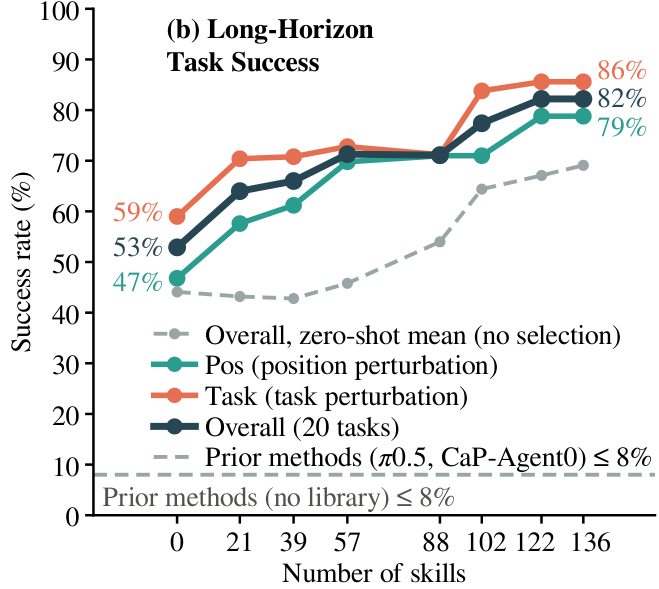 (b) Long-Horizon
Task Success
100
90
80
70
60
50
40
30
20
10
0
Success rate (%)
86%
82%
79%
59%
53%
47%
Overall, zero-shot mean (no selection)
Pos (position perturbation)
Task (task perturbation)
Overall (20 tasks)
Prior methods (π0.5, CaP-Agent0) ≤ 8%
Prior methods (no library) ≤ 8%
0 21 39 57 88 102 122 136
Number of skills